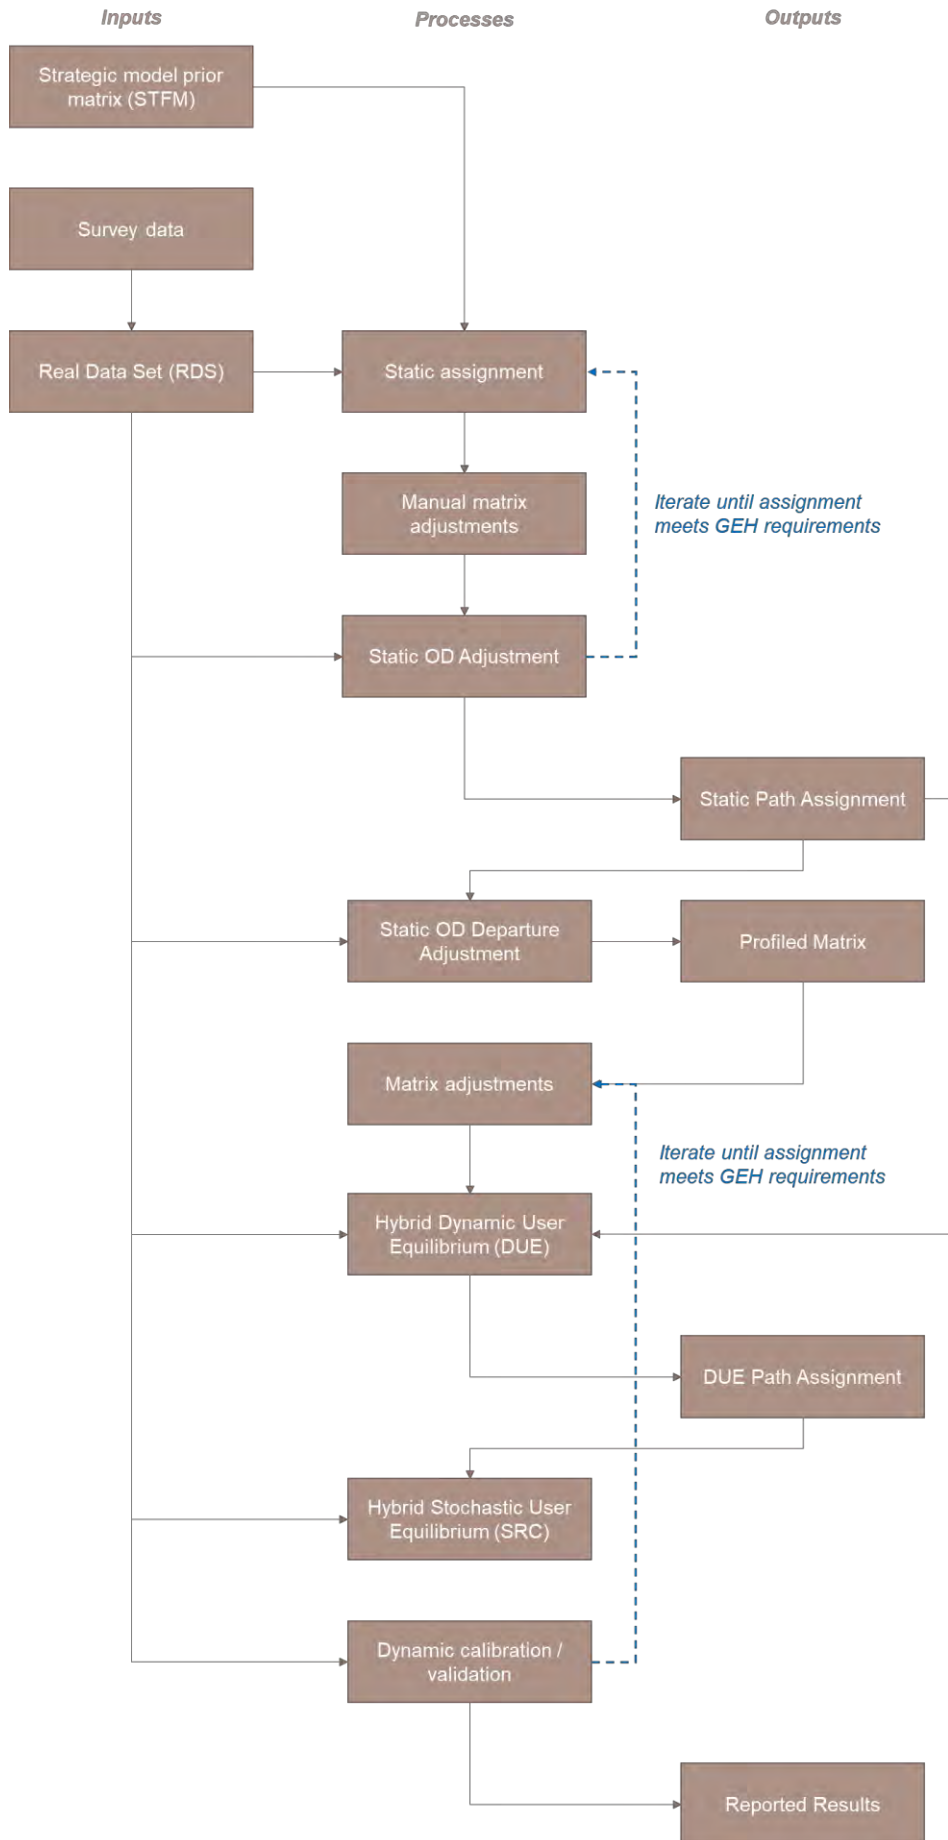 Inputs
Processes
Outputs
Strategic model prior
matrix (STFM)
Survey data
Real Data Set (RDS)
Static assignment
Manual matrix
adjustments
Iterate until assignment
meets GEH requirements
Static OD Adjustment
Static Path Assignment
Static OD Departure
Adjustment
Profiled Matrix
Matrix adjustments
Iterate until assignment
meets GEH requirements
Hybrid Dynamic User
Equilibrium (DUE)
DUE Path Assignment
Hybrid Stochastic User
Equilibrium (SRC)
Dynamic calibration /
validation
Reported Results